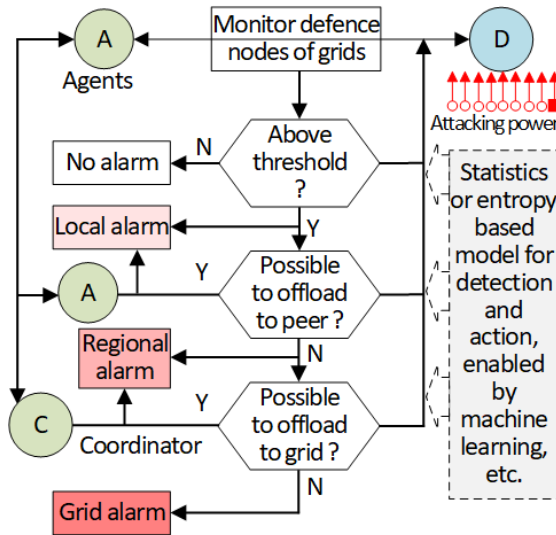 A
Agents
Monitor defence
nodes of grids
D
Attacking power
Above
threshold
?
N
No alarm
Y
Local alarm
A
Y
Possible
to offload
to peer ?
N
Regional
alarm
Y
C
Coordinator
Possible
to offload
to grid ?
N
Grid alarm
Statistics
or entropy
based
model for
detection
and
action,
enabled
by
machine
learning,
etc.